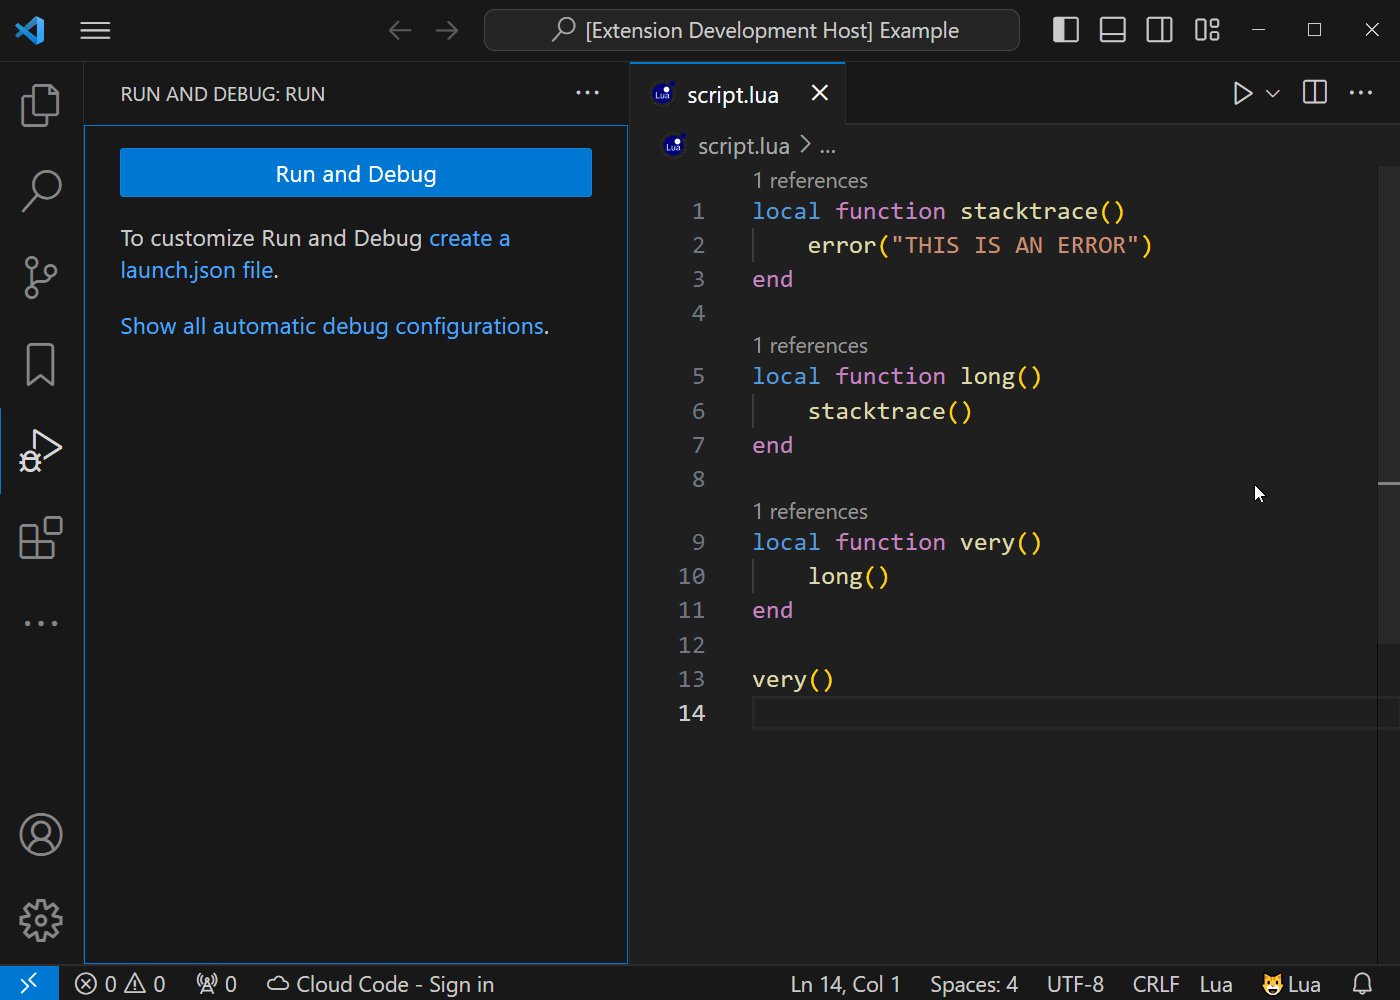 [Extension Development Host] Example
RUN AND DEBUG: RUN
Run and Debug
To customize Run and Debug create a
launch.json file.
Show all automatic debug configurations.
Lua script.lua
Lua script.lua > ...
1 references
1 local function stacktrace()
2 error("THIS IS AN ERROR")
3 end
4
1 references
5 local function long()
6 stacktrace()
7 end
8
1 references
9 local function very()
10 long()
11 end
12
13 very()
14
0 0 0 Cloud Code - Sign in Ln 14, Col 1 Spaces: 4 UTF-8 CRLF Lua 😺Lua